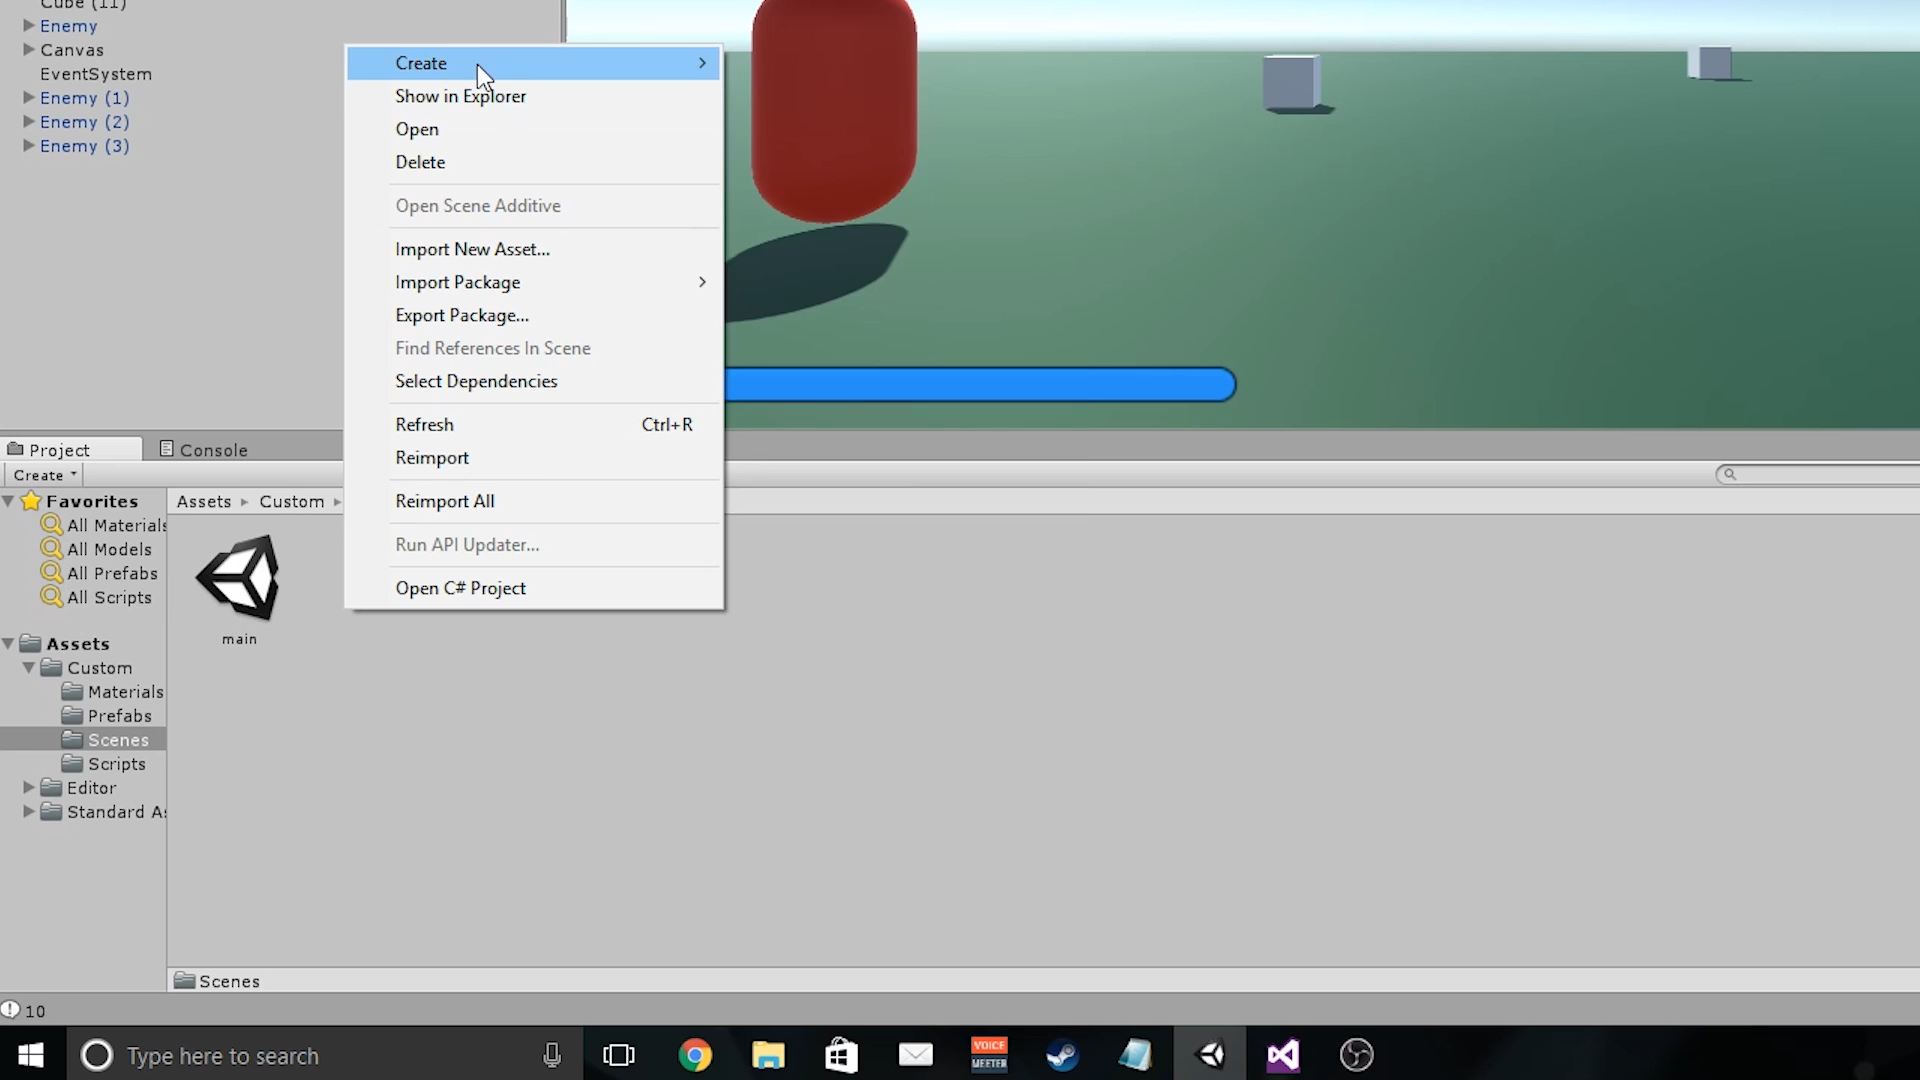 Cube (11)
Enemy
Canvas
EventSystem
Enemy (1)
Enemy (2)
Enemy (3)
Create
Show in Explorer
Open
Delete
Open Scene Additive
Import New Asset...
Import Package
Export Package...
Find References In Scene
Select Dependencies
Refresh Ctrl+R
Reimport
Reimport All
Run API Updater...
Open C# Project
Project Console
Create
Favorites
All Materials
All Models
All Prefabs
All Scripts
Assets
Custom
Materials
Prefabs
Scenes
Scripts
Editor
Standard As
Assets Custom
main
Scenes
10
Type here to search
VOICE
MEETER